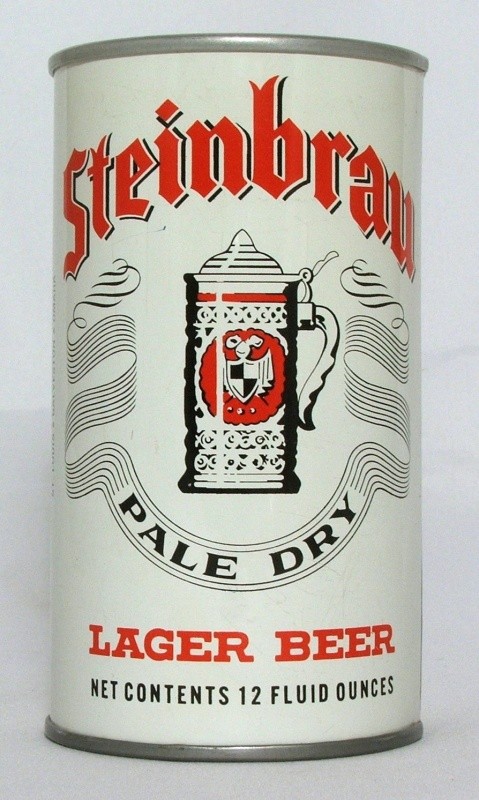 Steinbrau
PALE DRY
LAGER BEER
NET CONTENTS 12 FLUID OUNCES